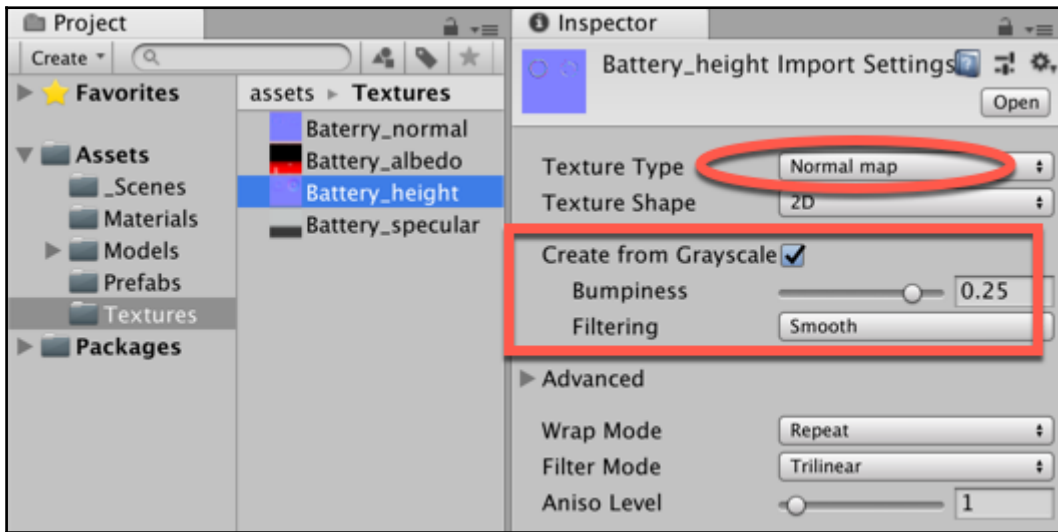 Project
Create
Favorites
Assets
_Scenes
Materials
Models
Prefabs
Textures
Packages
assets Textures
Baterry_normal
Battery_albedo
Battery_height
Battery_specular
Inspector
Battery_height Import Settings
Open
Texture Type Normal map
Texture Shape 2D
Create from Grayscale
Bumpiness 0.25
Filtering Smooth
Advanced
Wrap Mode Repeat
Filter Mode Trilinear
Aniso Level 1